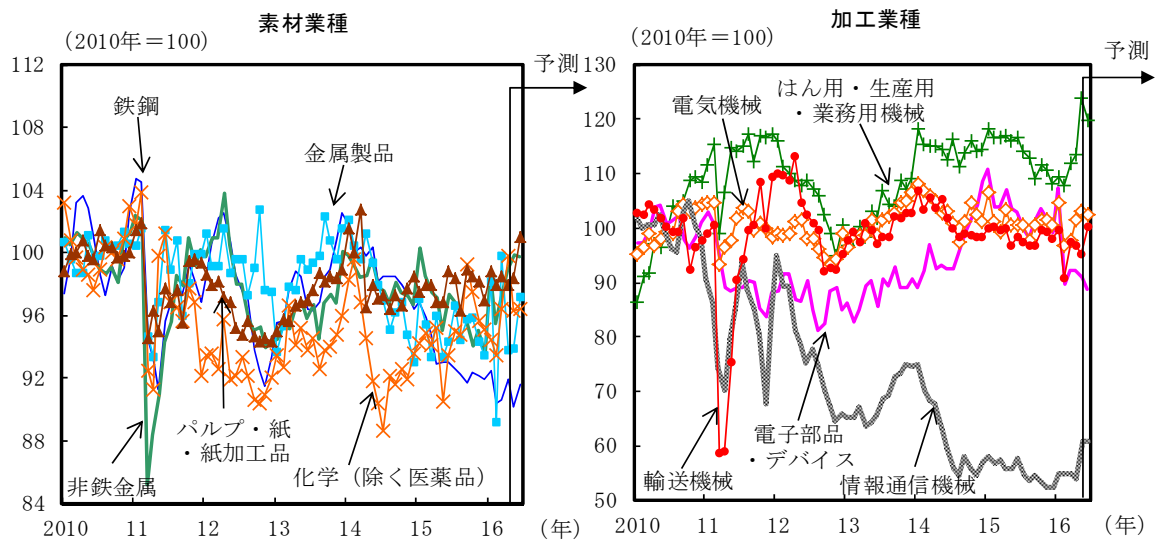 素材業種
(2010年＝100)
予測
112
108
104
100
96
92
88
84
鉄鋼
金属製品
パルプ・紙
・紙加工品
化学（除く医薬品）
非鉄金属
2010 11 12 13 14 15 16 (年)
加工業種
(2010年＝100)
予測
130
120
110
100
90
80
70
60
50
電気機械
はん用・生産用
・業務用機械
電子部品
・デバイス
輸送機械
情報通信機械
2010 11 12 13 14 15 16 (年)